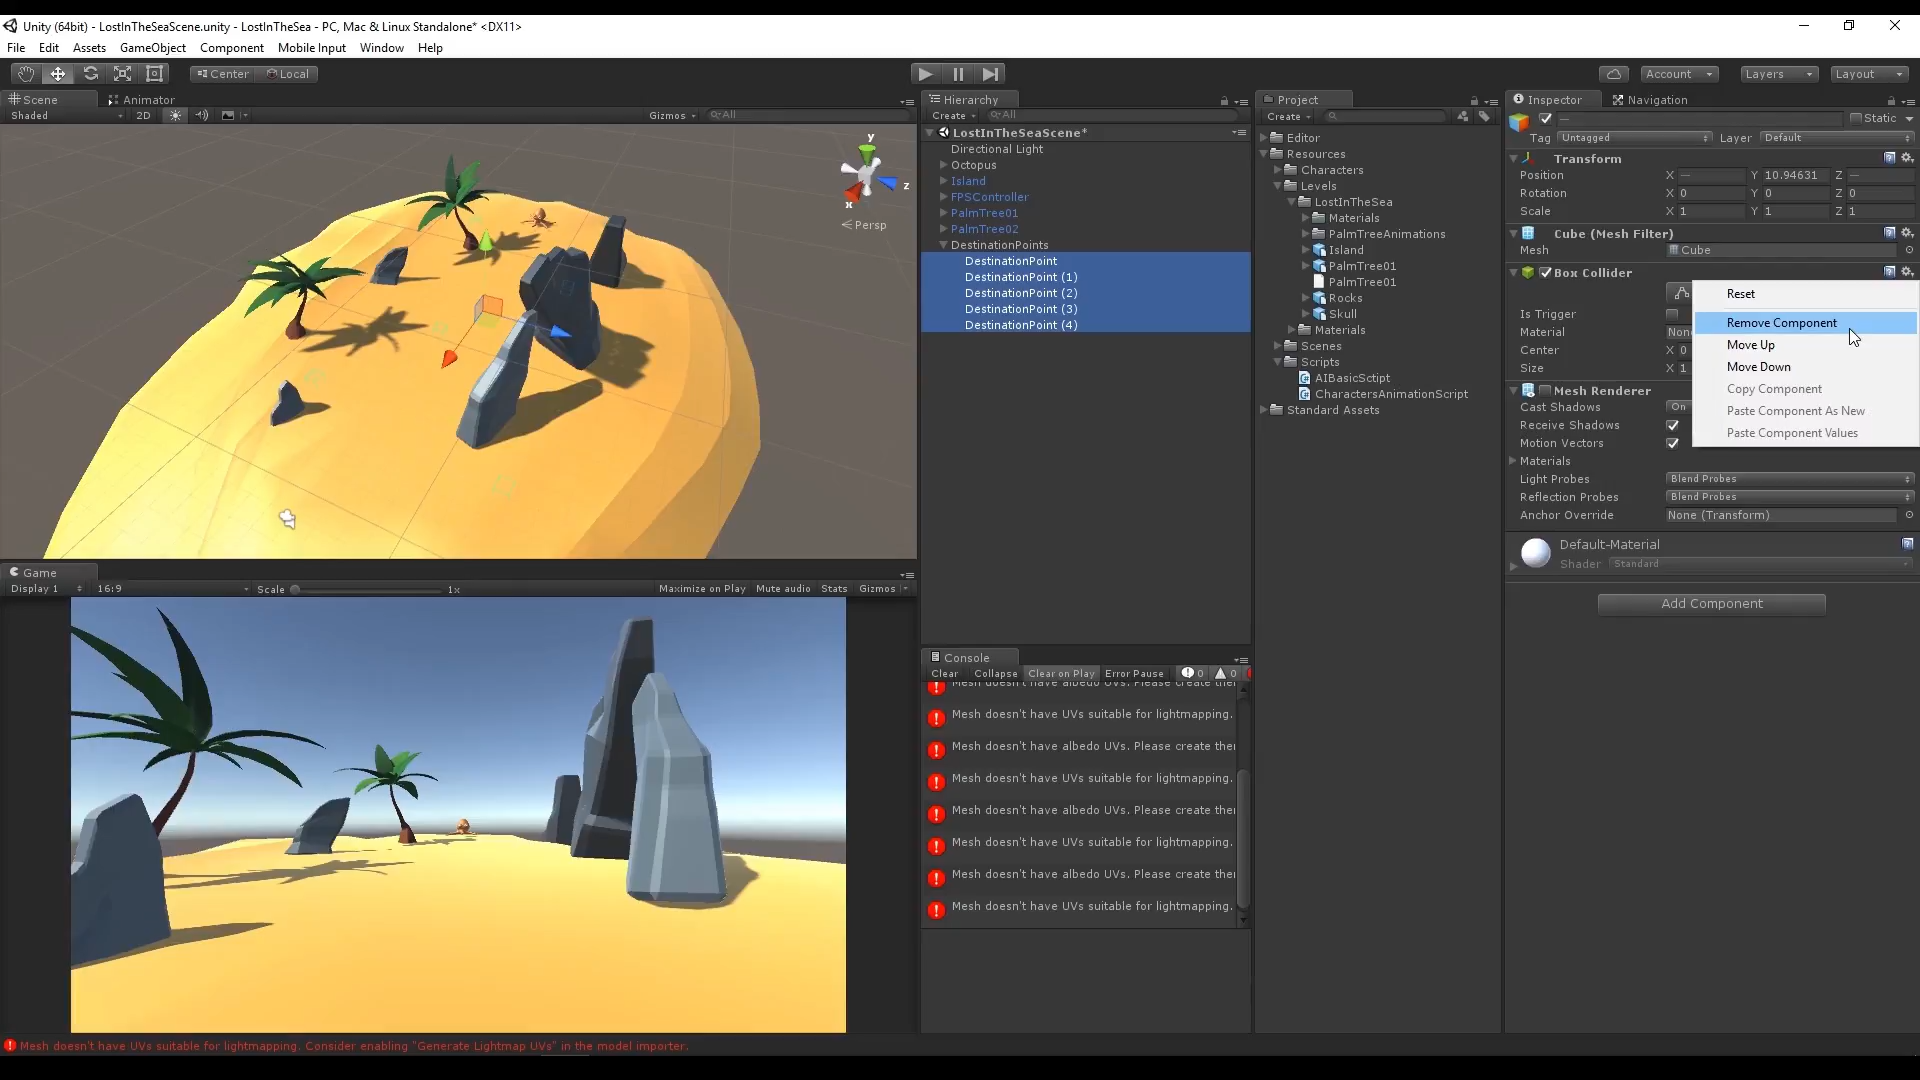 Unity (64bit) - LostInTheSeaScene.unity - LostInTheSea - PC, Mac & Linux Standalone* <DX11>
File Edit Assets GameObject Component Mobile Input Window Help
Center Local Account Layers Layout
Scene Animator
Shaded 2D Gizmos All
y
z
x
Persp
Game
Display 1 16:9 Scale 1x Maximize on Play Mute audio Stats Gizmos
Hierarchy
Create All
LostInTheSeaScene*
Directional Light
Octopus
Island
FPSController
PalmTree01
PalmTree02
DestinationPoints
DestinationPoint
DestinationPoint (1)
DestinationPoint (2)
DestinationPoint (3)
DestinationPoint (4)
Console
Clear Collapse Clear on Play Error Pause 0 0
Mesh doesn't have albedo UVs. Please create ther
Mesh doesn't have UVs suitable for lightmapping.
Mesh doesn't have albedo UVs. Please create ther
Mesh doesn't have UVs suitable for lightmapping.
Mesh doesn't have albedo UVs. Please create ther
Mesh doesn't have UVs suitable for lightmapping.
Mesh doesn't have albedo UVs. Please create ther
Mesh doesn't have UVs suitable for lightmapping.
Project
Create
Editor
Resources
Characters
Levels
LostInTheSea
Materials
PalmTreeAnimations
Island
PalmTree01
PalmTree01
Rocks
Skull
Materials
Scenes
Scripts
AIBasicSctipt
CharactersAnimationScript
Standard Assets
Inspector Navigation
— Static
Tag Untagged Layer Default
Transform
Position X — Y 10.94631 Z —
Rotation X 0 Y 0 Z 0
Scale X 1 Y 1 Z 1
Cube (Mesh Filter)
Mesh Cube
Box Collider
Is Trigger
Material None
Center X 0
Size X 1
Reset
Remove Component
Move Up
Move Down
Copy Component
Paste Component As New
Paste Component Values
Mesh Renderer
Cast Shadows On
Receive Shadows
Motion Vectors
Materials
Light Probes Blend Probes
Reflection Probes Blend Probes
Anchor Override None (Transform)
Default-Material
Shader Standard
Add Component
Mesh doesn't have UVs suitable for lightmapping. Consider enabling "Generate Lightmap UVs" in the model importer.